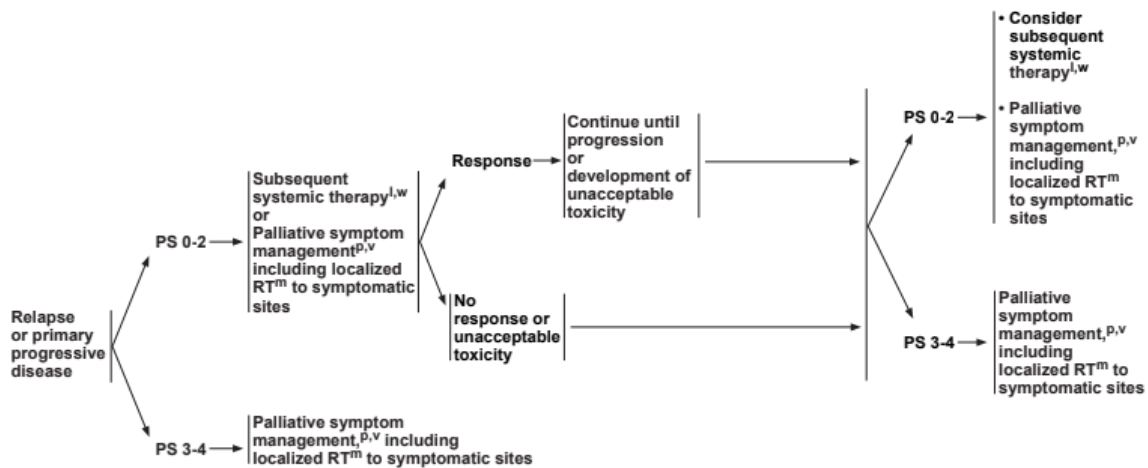 Relapse
or primary
progressive
disease
PS 0-2
Subsequent
systemic therapyl,w
or
Palliative symptom
managementp,v
including localized
RTm to symptomatic
sites
Response
Continue until
progression
or
development of
unacceptable
toxicity
No
response or
unacceptable
toxicity
PS 0-2
• Consider
subsequent
systemic
therapyl,w
• Palliative
symptom
management,p,v
including
localized RTm
to symptomatic
sites
PS 3-4
Palliative
symptom
management,p,v
including
localized RTm to
symptomatic sites
PS 3-4
Palliative symptom
management,p,v including
localized RTm to symptomatic sites